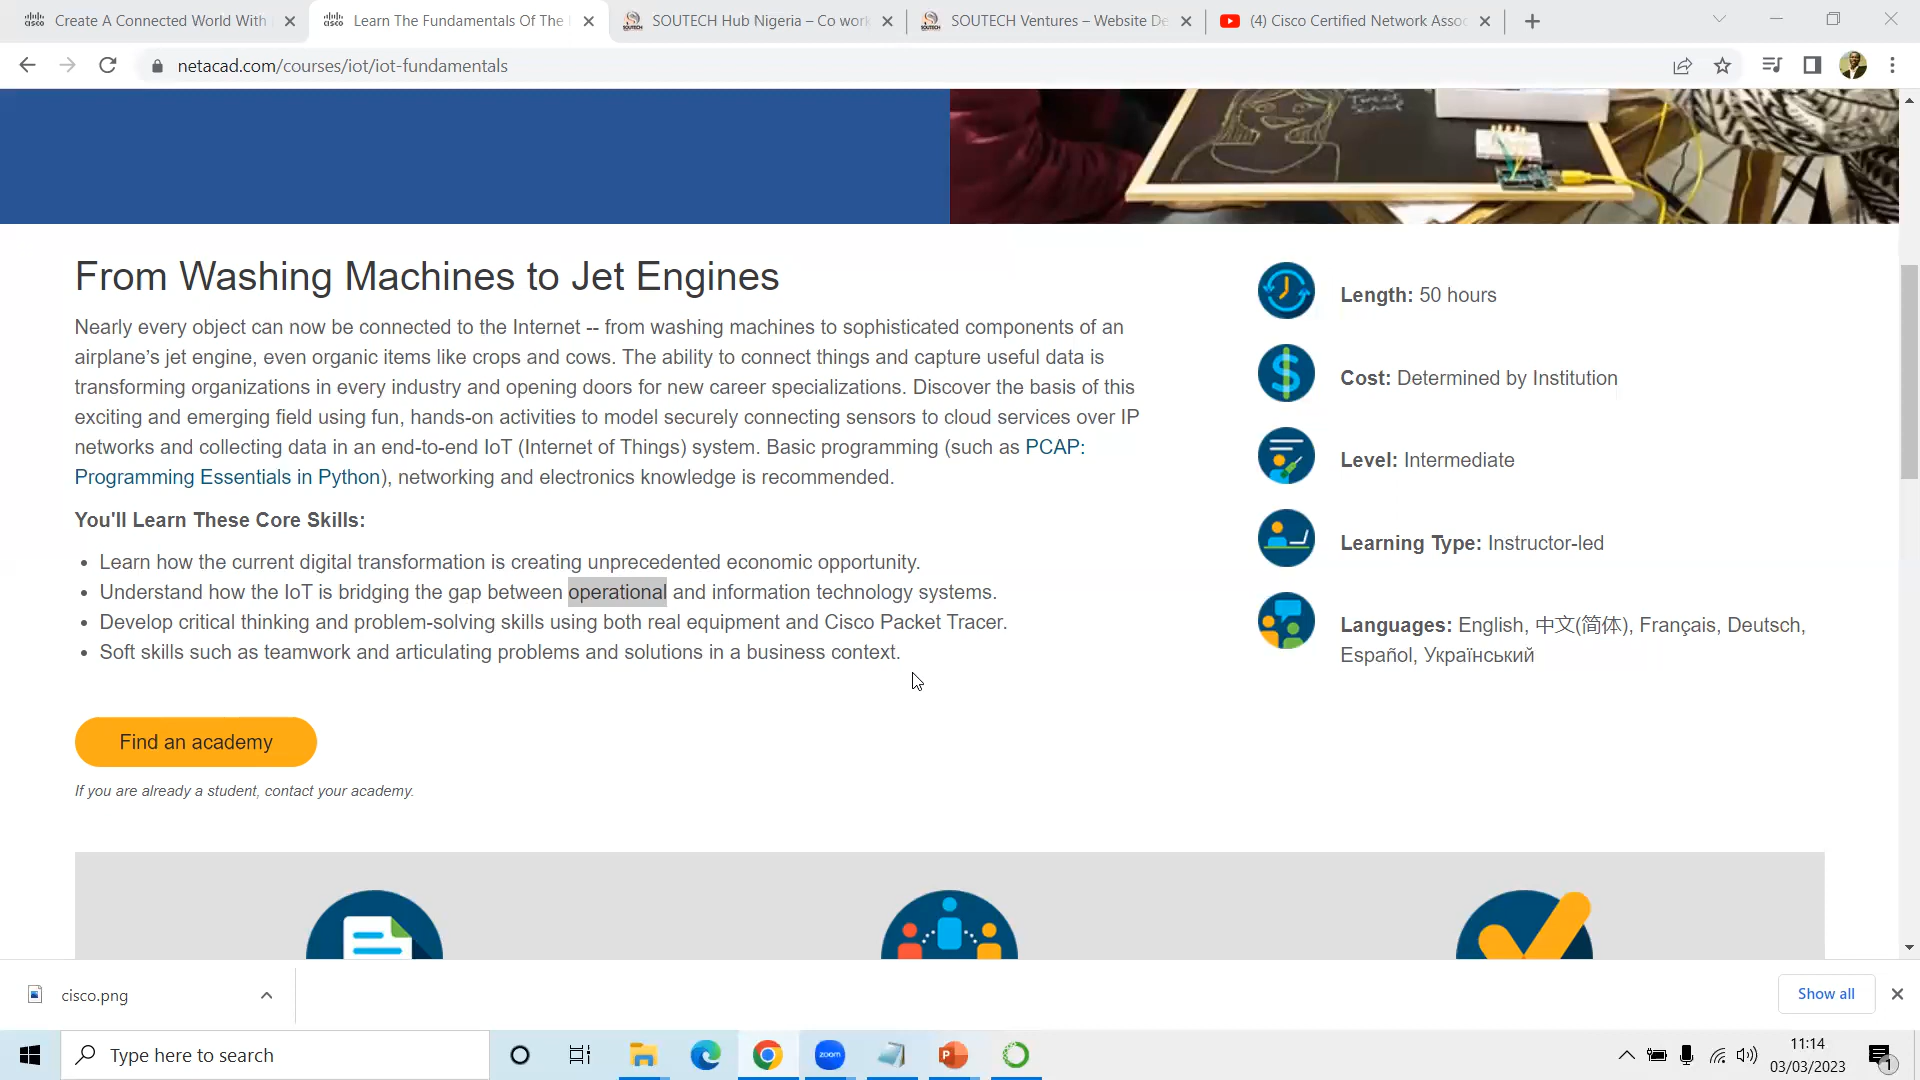 Create A Connected World With
Learn The Fundamentals Of The
SOUTECH Hub Nigeria – Co work
SOUTECH Ventures – Website De
(4) Cisco Certified Network Assoc
netacad.com/courses/iot/iot-fundamentals
From Washing Machines to Jet Engines
Nearly every object can now be connected to the Internet -- from washing machines to sophisticated components of an
airplane’s jet engine, even organic items like crops and cows. The ability to connect things and capture useful data is
transforming organizations in every industry and opening doors for new career specializations. Discover the basis of this
exciting and emerging field using fun, hands-on activities to model securely connecting sensors to cloud services over IP
networks and collecting data in an end-to-end IoT (Internet of Things) system. Basic programming (such as PCAP:
Programming Essentials in Python), networking and electronics knowledge is recommended.
You'll Learn These Core Skills:
• Learn how the current digital transformation is creating unprecedented economic opportunity.
• Understand how the IoT is bridging the gap between operational and information technology systems.
• Develop critical thinking and problem-solving skills using both real equipment and Cisco Packet Tracer.
• Soft skills such as teamwork and articulating problems and solutions in a business context.
Find an academy
If you are already a student, contact your academy.
Length: 50 hours
Cost: Determined by Institution
Level: Intermediate
Learning Type: Instructor-led
Languages: English, 中文(简体), Français, Deutsch,
Español, Український
cisco.png
Show all
Type here to search
zoom
11:14
03/03/2023
1